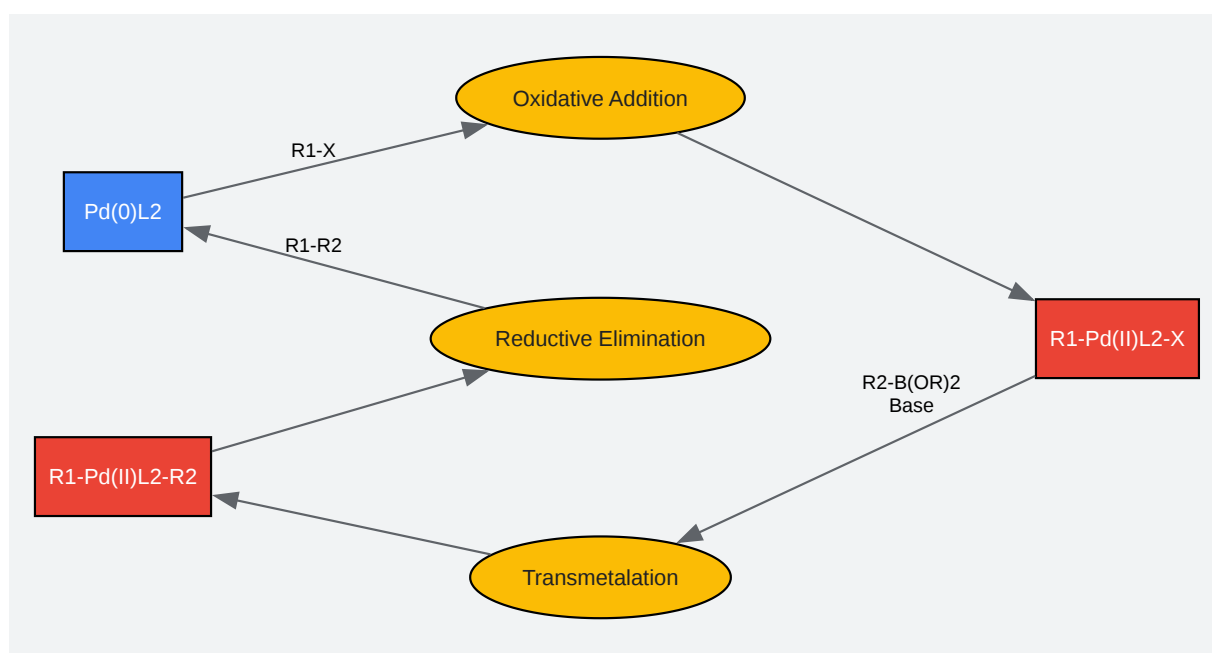 Oxidative Addition
R1-X
Pd(0)L2
R1-R2
Reductive Elimination
R1-Pd(II)L2-X
R2-B(OR)2
Base
R1-Pd(II)L2-R2
Transmetalation